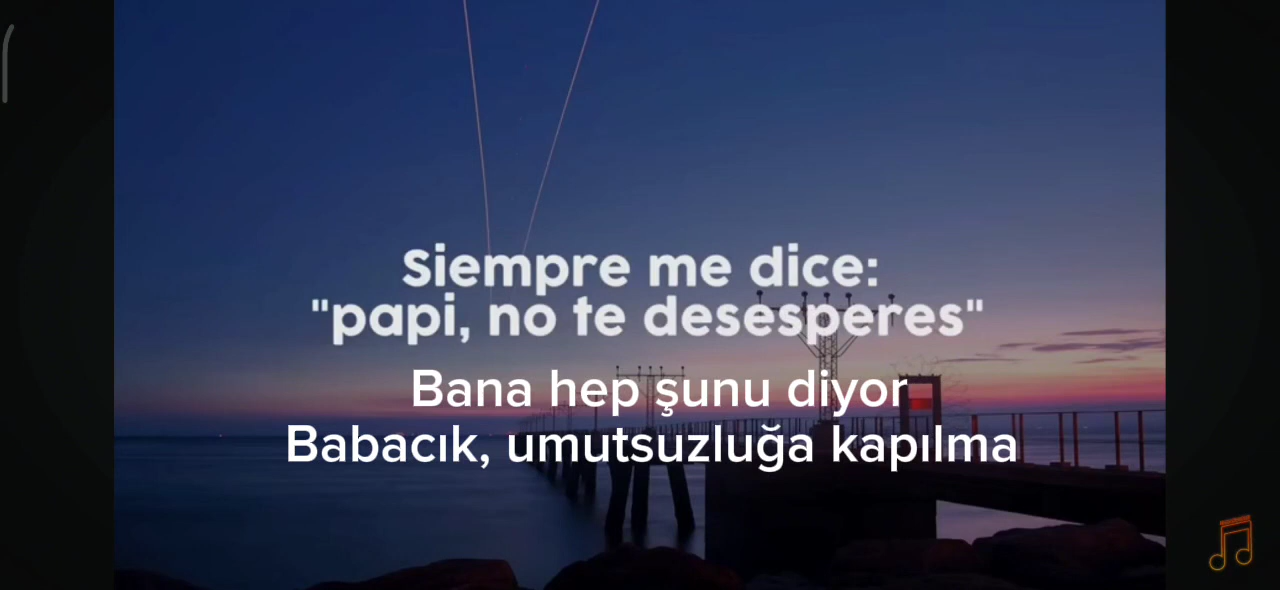 Siempre me dice:
"papi, no te desesperes"
Bana hep şunu diyor
Babacık, umutsuzluğa kapılma